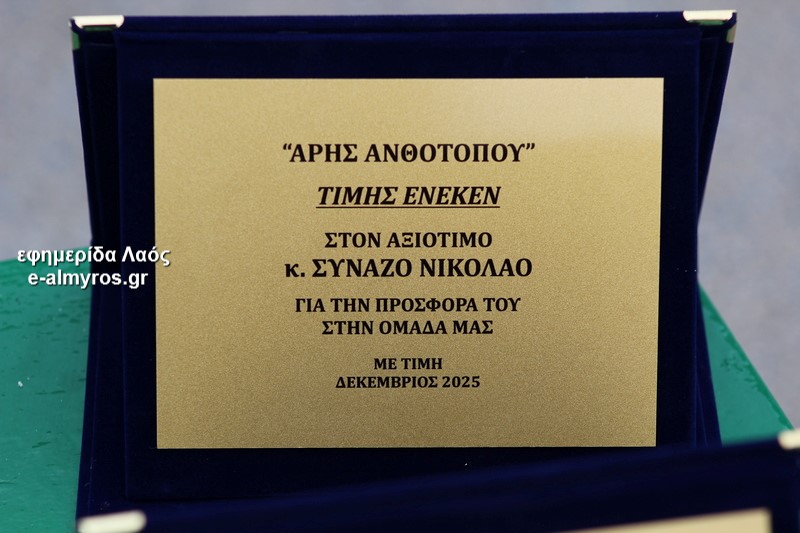 “ΑΡΗΣ ΑΝΘΟΤΟΠΟΥ”
ΤΙΜΗΣ ΕΝΕΚΕΝ
ΣΤΟΝ ΑΞΙΟΤΙΜΟ
κ. ΣΥΝΑΖΟ ΝΙΚΟΛΑΟ
ΓΙΑ ΤΗΝ ΠΡΟΣΦΟΡΑ ΤΟΥ
ΣΤΗΝ ΟΜΑΔΑ ΜΑΣ
ΜΕ ΤΙΜΗ
ΔΕΚΕΜΒΡΙΟΣ 2025
εφημερίδα Λαός
e-almyros.gr